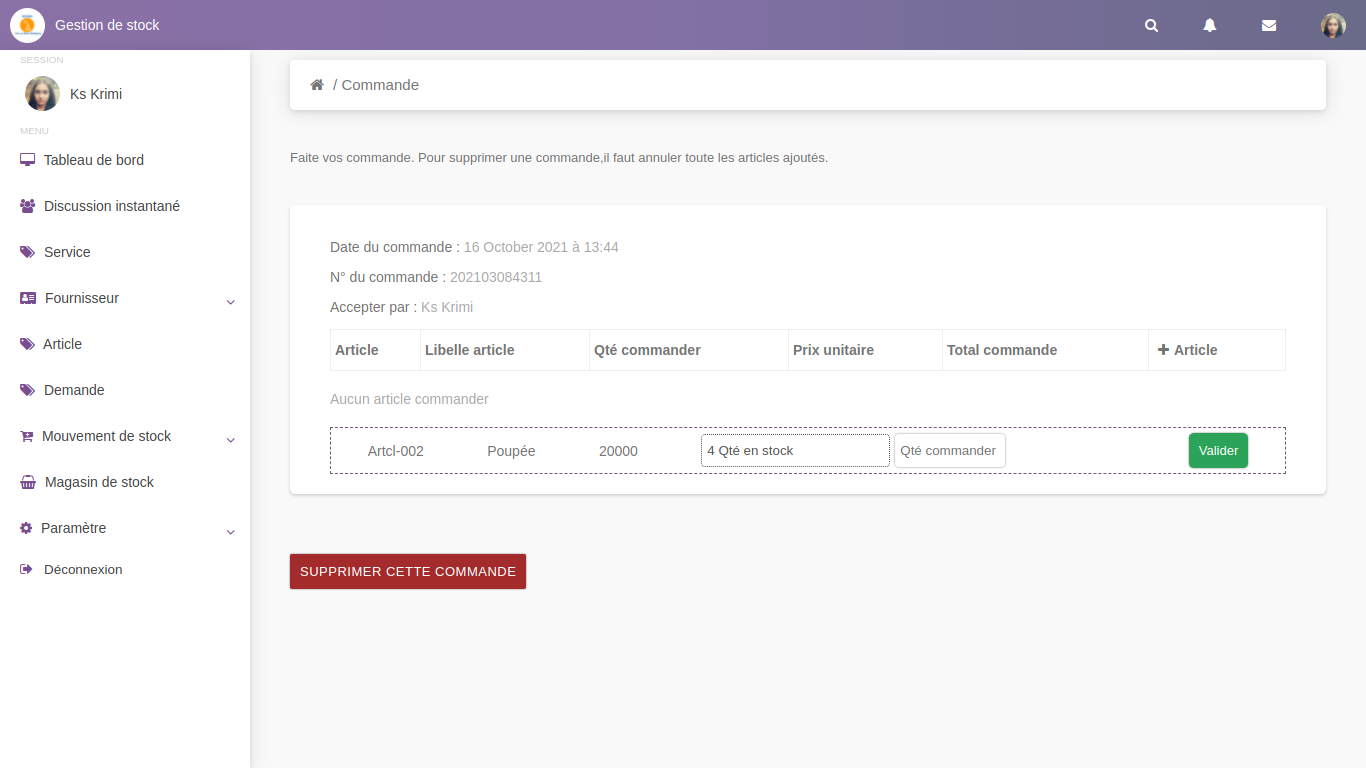 Gestion de stock
SESSION
Ks Krimi
MENU
Tableau de bord
Discussion instantané
Service
Fournisseur
Article
Demande
Mouvement de stock
Magasin de stock
Paramètre
Déconnexion
/ Commande
Faite vos commande. Pour supprimer une commande,il faut annuler toute les articles ajoutés.
Date du commande : 16 October 2021 à 13:44
N° du commande : 202103084311
Accepter par : Ks Krimi
Article Libelle article Qté commander Prix unitaire Total commande + Article
Aucun article commander
Artcl-002 Poupée 20000 4 Qté en stock Qté commander Valider
SUPPRIMER CETTE COMMANDE